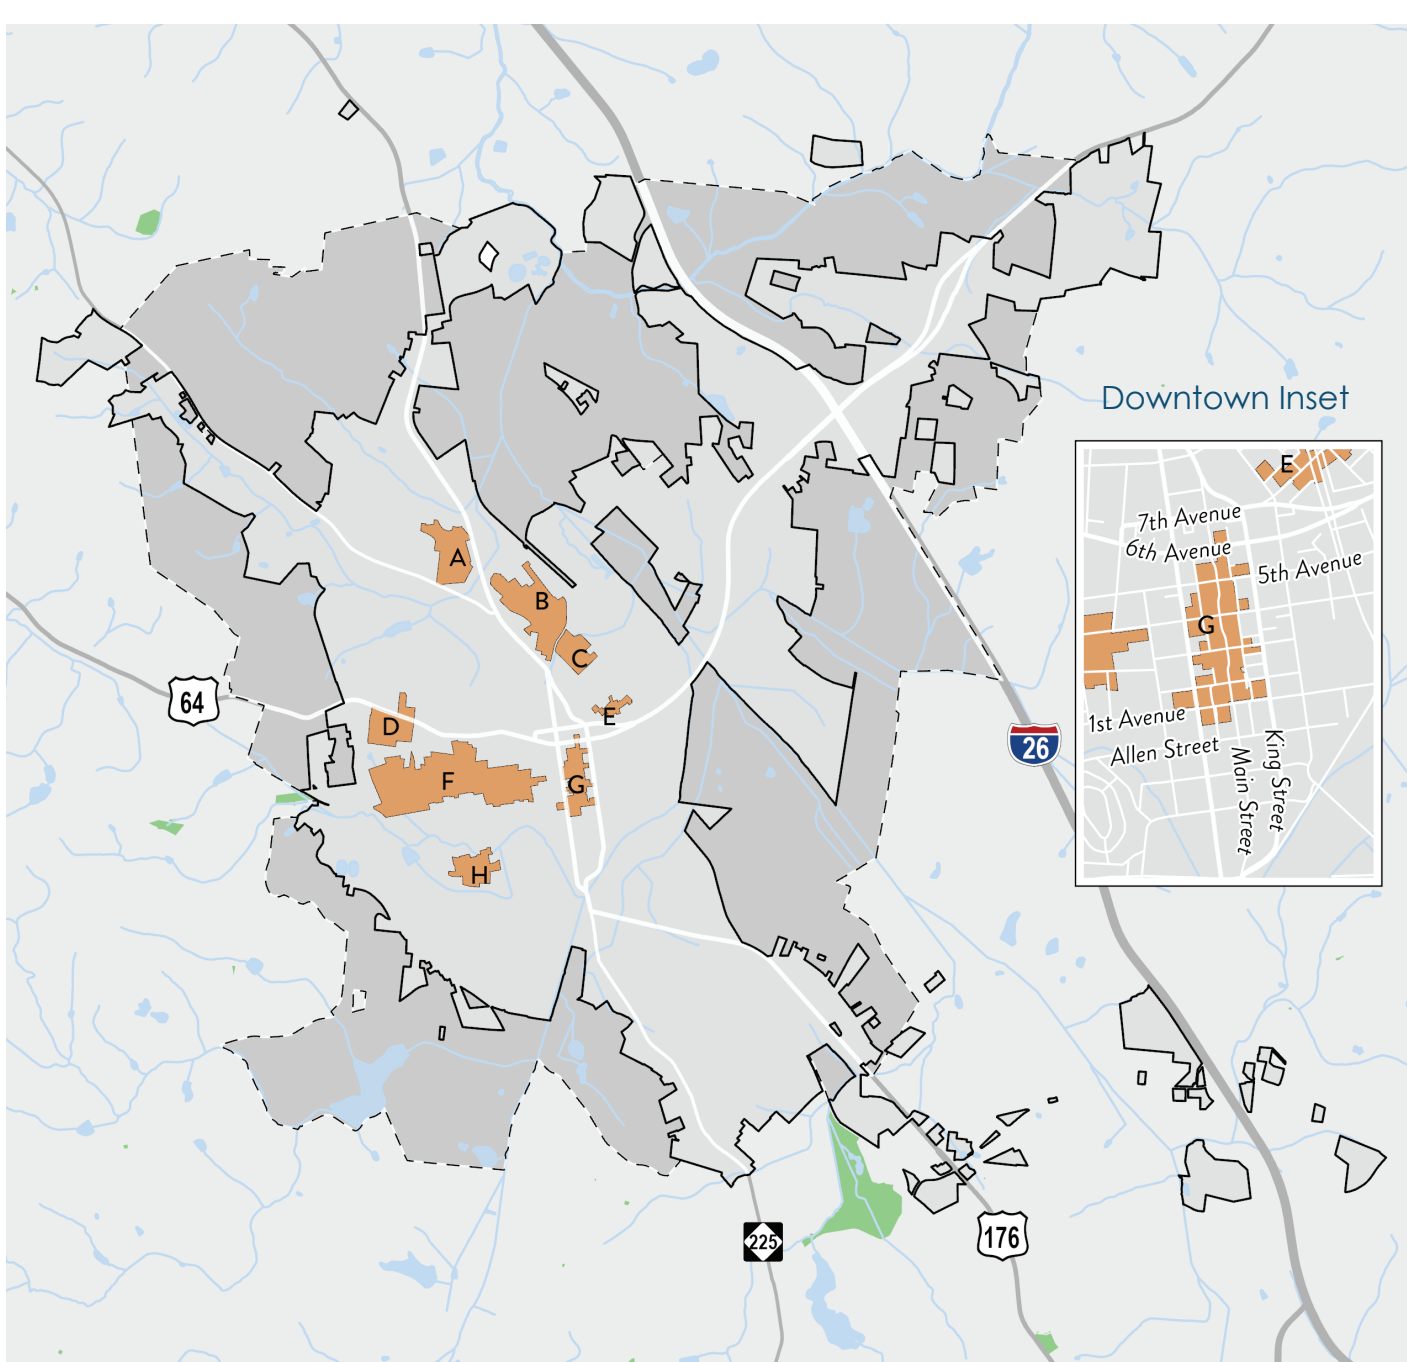 Downtown Inset
E
7th Avenue
6th Avenue
5th Avenue
G
1st Avenue
Allen Street
King Street
Main Street
A
B
C
64
D
E
26
F
G
H
176
225